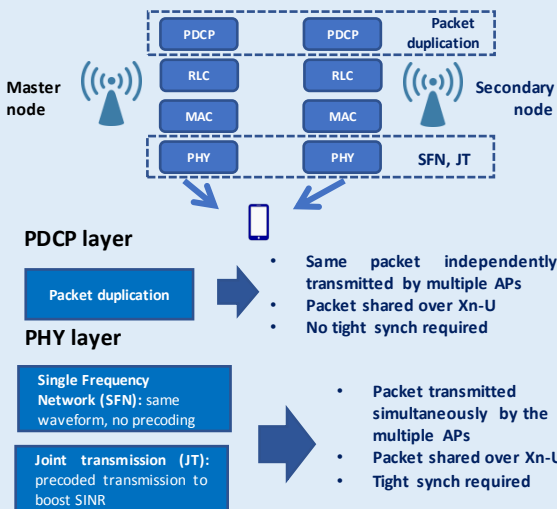 PDCP PDCP Packet
duplication
RLC RLC
Master
node
Secondary
node
MAC MAC
PHY PHY SFN, JT
PDCP layer
Packet duplication
• Same packet independently
transmitted by multiple APs
• Packet shared over Xn-U
• No tight synch required
PHY layer
Single Frequency
Network (SFN): same
waveform, no precoding
Joint transmission (JT):
precoded transmission to
boost SINR
• Packet transmitted
simultaneously by the
multiple APs
• Packet shared over Xn-U
• Tight synch required